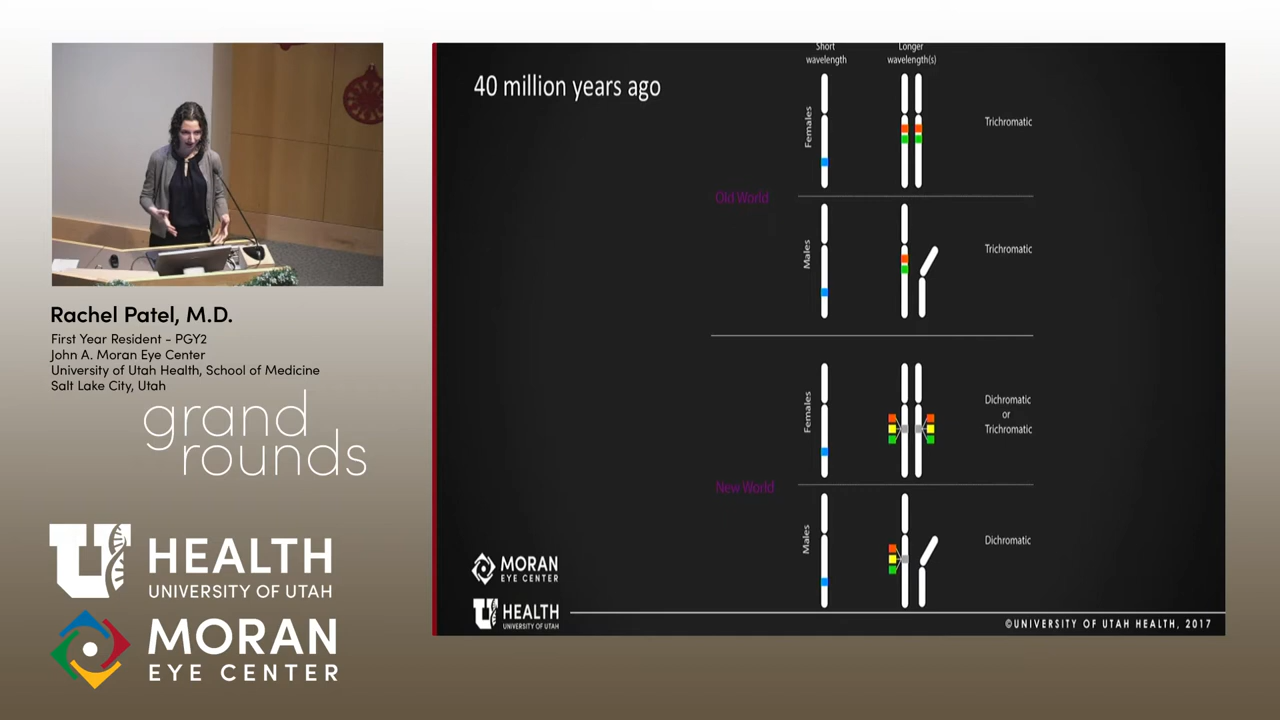 Rachel Patel, M.D.
First Year Resident - PGY2
John A. Moran Eye Center
University of Utah Health, School of Medicine
Salt Lake City, Utah
grand
rounds
U
HEALTH
UNIVERSITY OF UTAH
MORAN
EYE CENTER
40 million years ago
Short
wavelength
Longer
wavelength(s)
Old World
Females
Trichromatic
Males
Trichromatic
New World
Females
Dichromatic
or
Trichromatic
Males
Dichromatic
MORAN
EYE CENTER
U
HEALTH
UNIVERSITY OF UTAH
©UNIVERSITY OF UTAH HEALTH, 2017